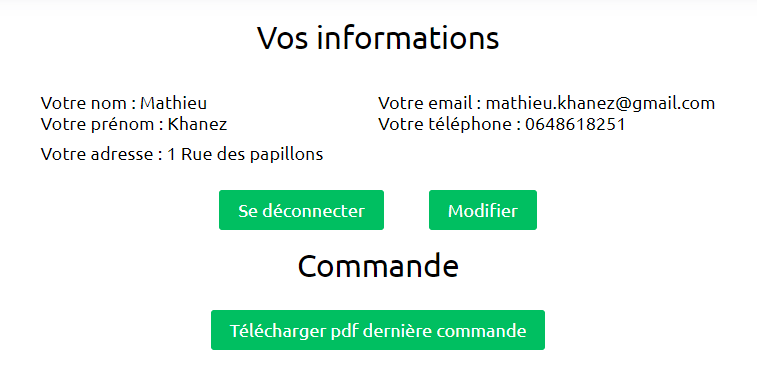 Vos informations
Votre nom : Mathieu
Votre prénom : Khanez
Votre email : mathieu.khanez@gmail.com
Votre téléphone : 0648618251
Votre adresse : 1 Rue des papillons
Se déconnecter
Modifier
Commande
Télécharger pdf dernière commande